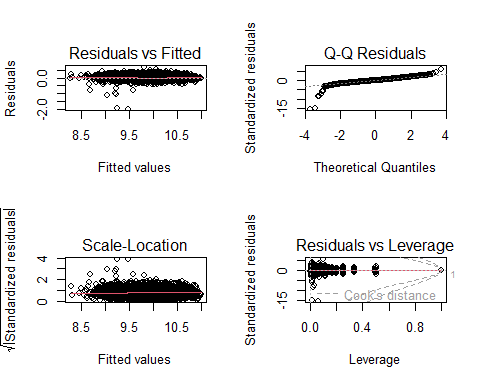 Residuals vs Fitted
Residuals
0.0
-2.0
8.5 9.5 10.5
Fitted values
Q-Q Residuals
Standardized residuals
0
-15
-4 -2 0 2 4
Theoretical Quantiles
Scale-Location
√|Standardized residuals|
4
2
0
8.5 9.5 10.5
Fitted values
Residuals vs Leverage
Standardized residuals
0
-15
1
Cook's distance
0.0 0.4 0.8
Leverage